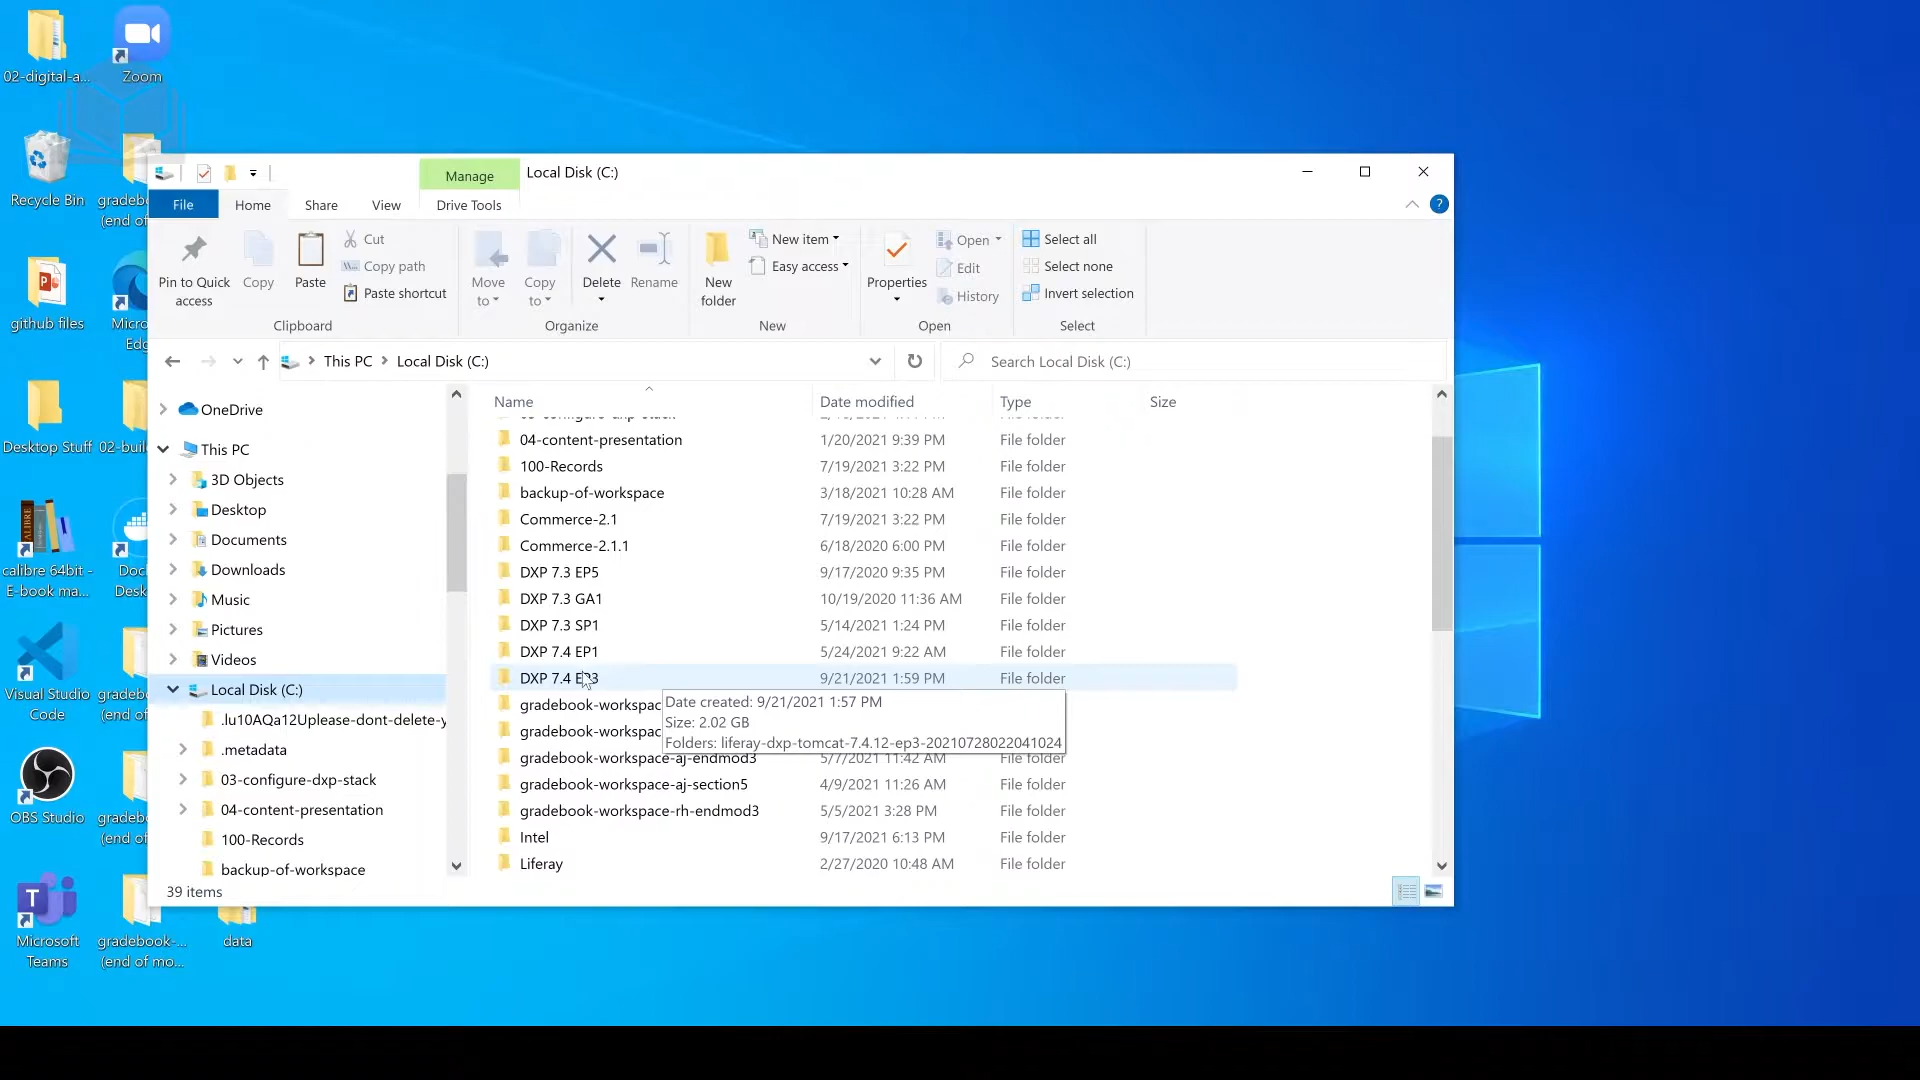 02-digital-a...
Zoom
Recycle Bin
gradebo
(end of
github files
Micro
Edg
Desktop Stuff
02-buil
calibre 64bit -
E-book ma...
Doc
Desk
Visual Studio
Code
gradeb
(end of
OBS Studio
gradeb
(end of
Microsoft
Teams
gradebook-...
(end of mo...
data
Manage
Local Disk (C:)
File
Home
Share
View
Drive Tools
Pin to Quick
access
Copy
Paste
Cut
Copy path
Paste shortcut
Clipboard
Move
to
Copy
to
Delete
Rename
Organize
New
folder
New item
Easy access
New
Properties
Open
Edit
History
Open
Select all
Select none
Invert selection
Select
This PC
Local Disk (C:)
Search Local Disk (C:)
OneDrive
This PC
3D Objects
Desktop
Documents
Downloads
Music
Pictures
Videos
Local Disk (C:)
.lu10AQa12Uplease-dont-delete-y
.metadata
03-configure-dxp-stack
04-content-presentation
100-Records
backup-of-workspace
Name Date modified Type Size
04-content-presentation 1/20/2021 9:39 PM File folder
100-Records 7/19/2021 3:22 PM File folder
backup-of-workspace 3/18/2021 10:28 AM File folder
Commerce-2.1 7/19/2021 3:22 PM File folder
Commerce-2.1.1 6/18/2020 6:00 PM File folder
DXP 7.3 EP5 9/17/2020 9:35 PM File folder
DXP 7.3 GA1 10/19/2020 11:36 AM File folder
DXP 7.3 SP1 5/14/2021 1:24 PM File folder
DXP 7.4 EP1 5/24/2021 9:22 AM File folder
DXP 7.4 EP3 9/21/2021 1:59 PM File folder
gradebook-workspac
gradebook-workspac
Date created: 9/21/2021 1:57 PM
Size: 2.02 GB
Folders: liferay-dxp-tomcat-7.4.12-ep3-20210728022041024
gradebook-workspace-aj-endmod3 5/7/2021 11:42 AM File folder
gradebook-workspace-aj-section5 4/9/2021 11:26 AM File folder
gradebook-workspace-rh-endmod3 5/5/2021 3:28 PM File folder
Intel 9/17/2021 6:13 PM File folder
Liferay 2/27/2020 10:48 AM File folder
39 items